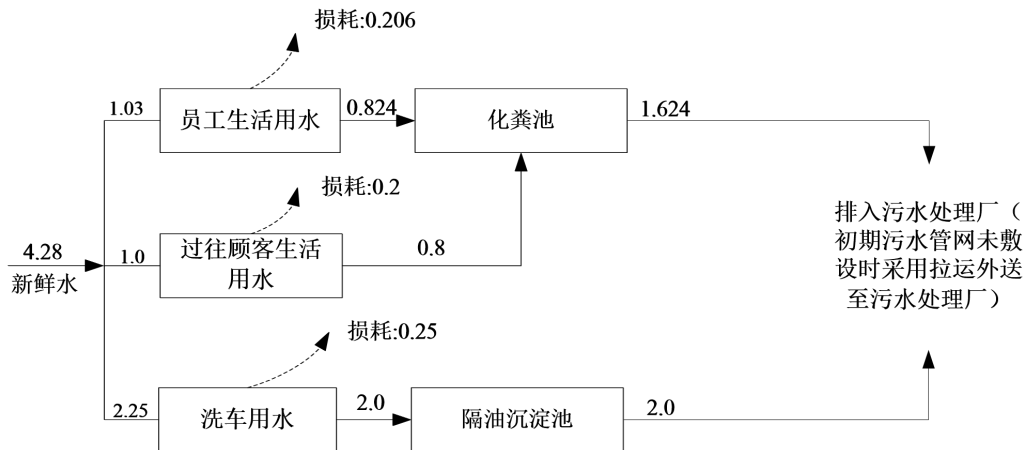 损耗:0.206
1.03
员工生活用水
0.824
化粪池
1.624
损耗:0.2
4.28
新鲜水
1.0
过往顾客生活
用水
0.8
排入污水处理厂（
初期污水管网未敷
设时采用拉运外送
至污水处理厂）
损耗:0.25
2.25
洗车用水
2.0
隔油沉淀池
2.0